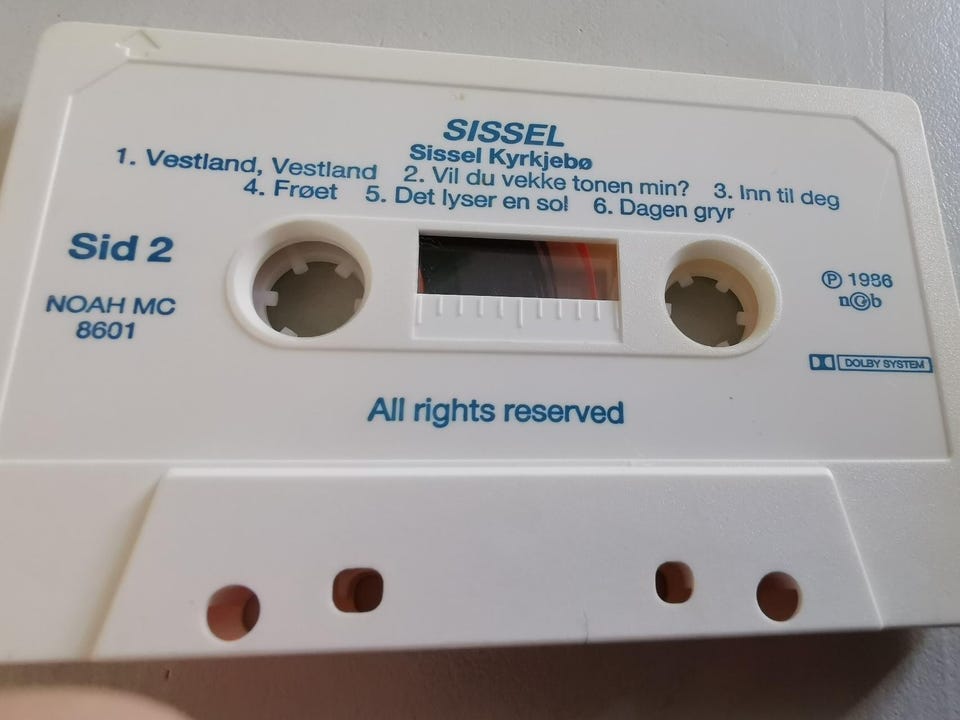 SISSEL
Sissel Kyrkjebø
1. Vestland, Vestland 2. Vil du vekke tonen min? 3. Inn til deg
4. Frøet 5. Det lyser en sol 6. Dagen gryr
Sid 2
NOAH MC
8601
Ⓟ 1986
nⒸb
DOLBY SYSTEM
All rights reserved